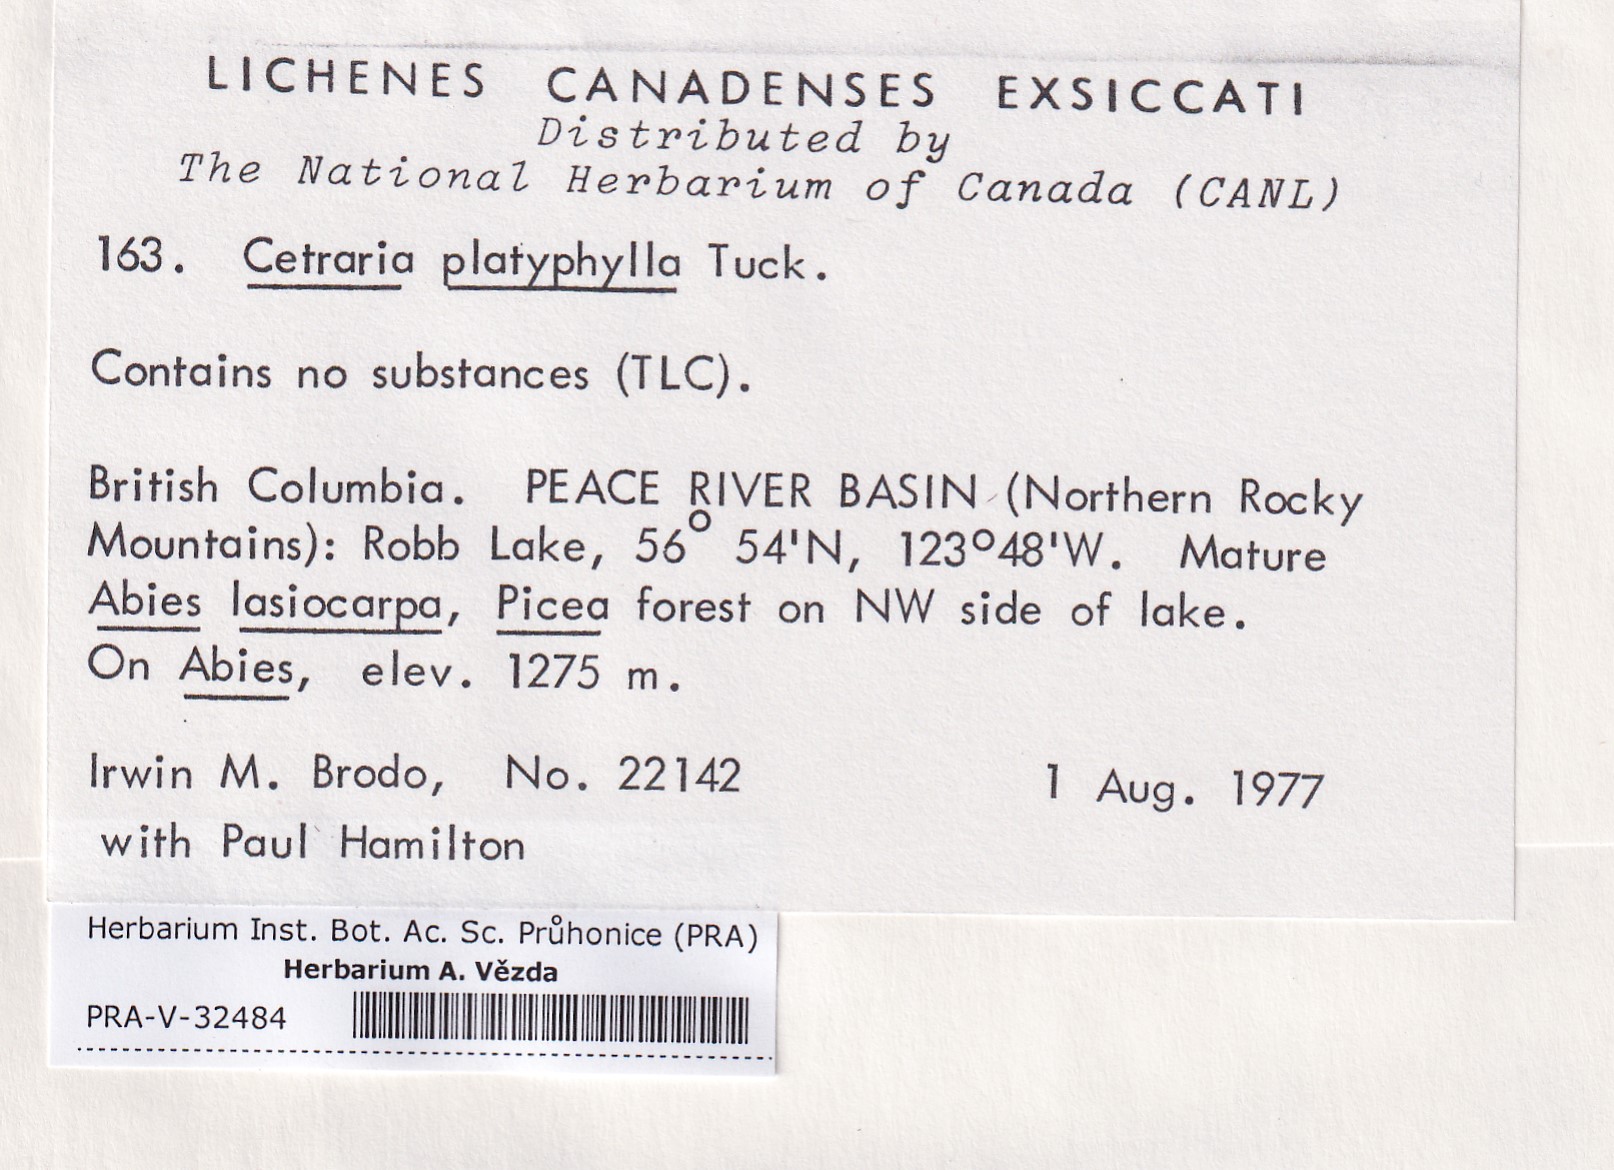 LICHENES CANADENSES EXSICCATI
Distributed by
The National Herbarium of Canada (CANL)
163. Cetraria platyphylla Tuck.
Contains no substances (TLC).
British Columbia. PEACE RIVER BASIN (Northern Rocky
Mountains): Robb Lake, 56° 54'N, 123°48'W. Mature
Abies lasiocarpa, Picea forest on NW side of lake.
On Abies, elev. 1275 m.
Irwin M. Brodo, No. 22142 1 Aug. 1977
with Paul Hamilton
Herbarium Inst. Bot. Ac. Sc. Průhonice (PRA)
Herbarium A. Vězda
PRA-V-32484